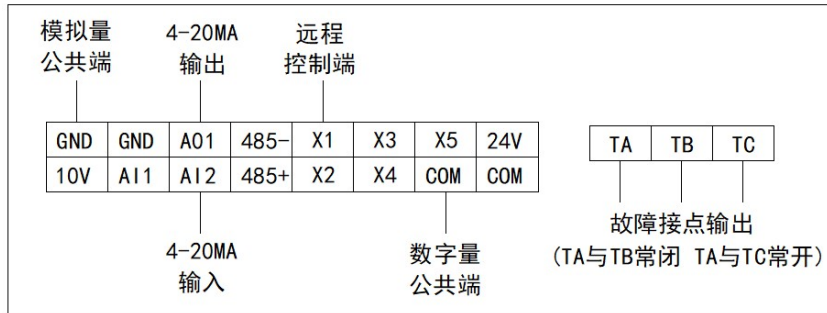 模拟量 4-20MA 远程
公共端 输出 控制端
GND GND AO1 485- X1 X3 X5 24V
10V AI1 AI2 485+ X2 X4 COM COM
TA TB TC
4-20MA 数字量
输入 公共端
故障接点输出
(TA与TB常闭 TA与TC常开)